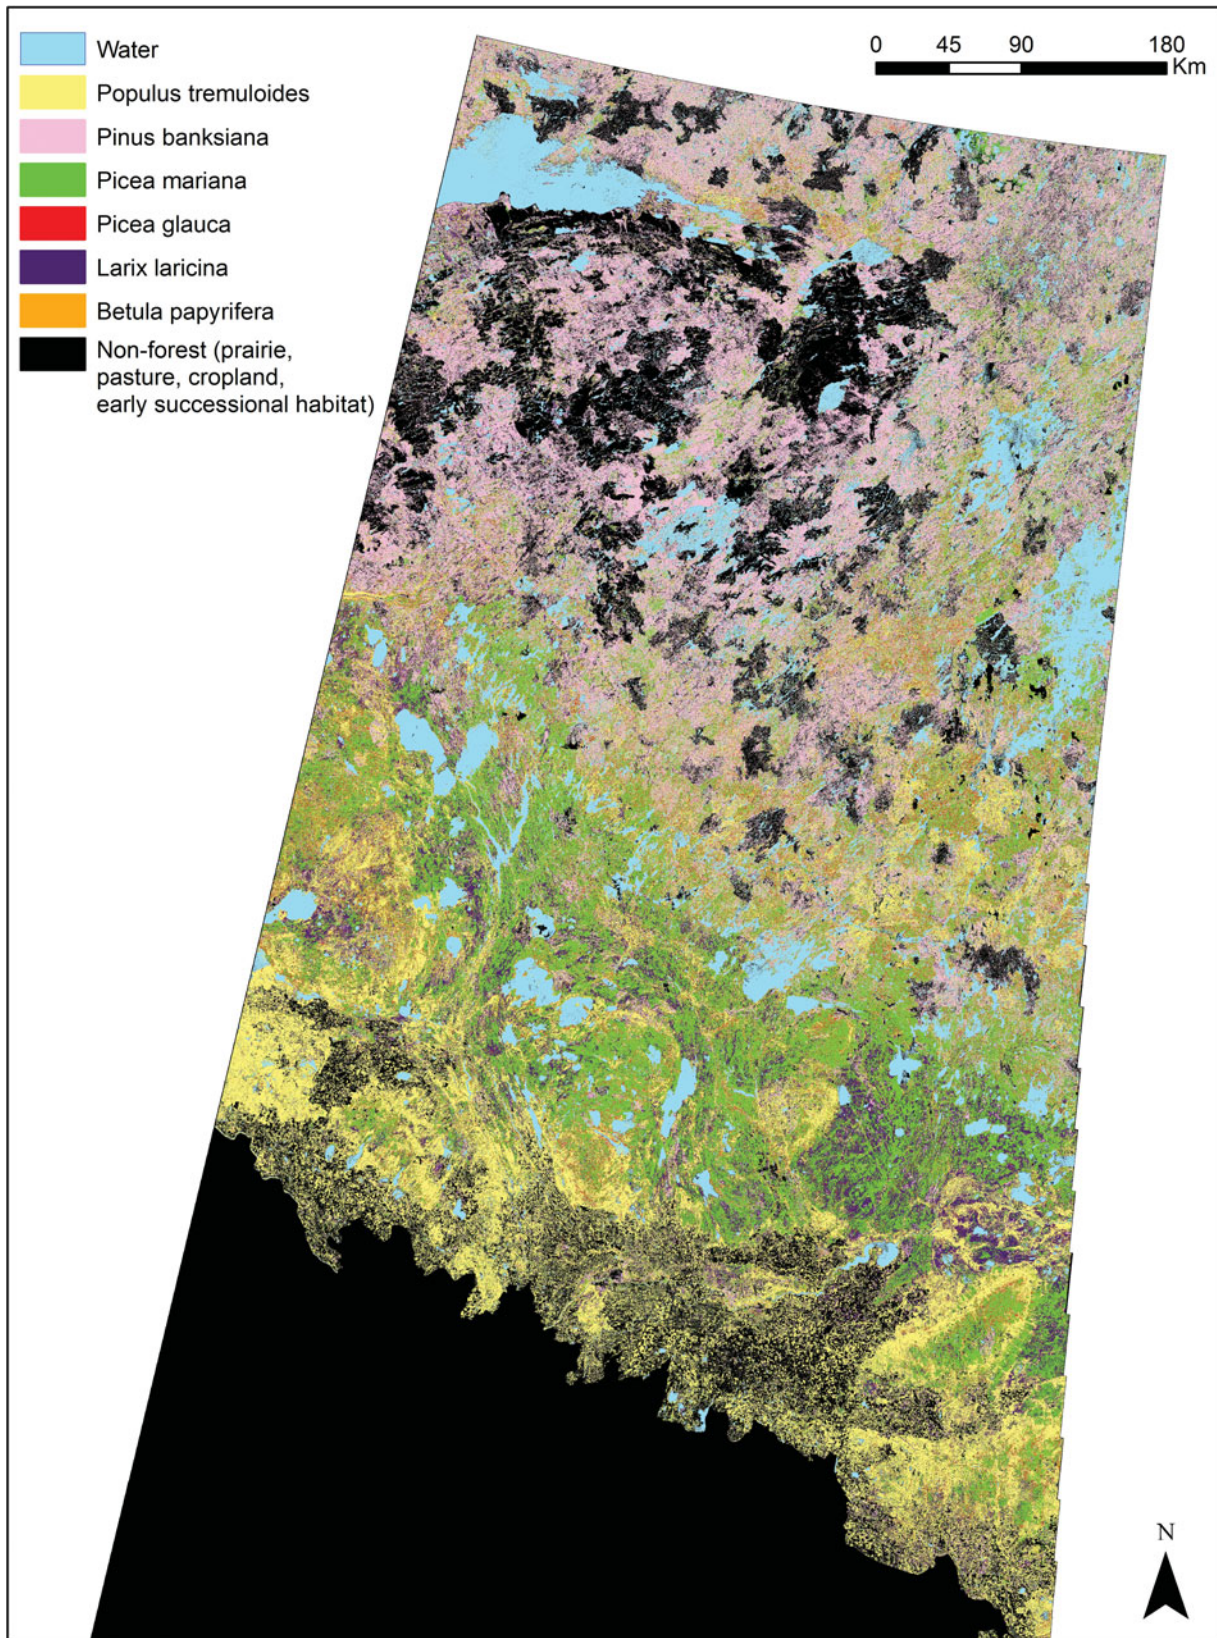 Water
Populus tremuloides
Pinus banksiana
Picea mariana
Picea glauca
Larix laricina
Betula papyrifera
Non-forest (prairie,
pasture, cropland,
early successional habitat)
0 45 90 180
Km
N